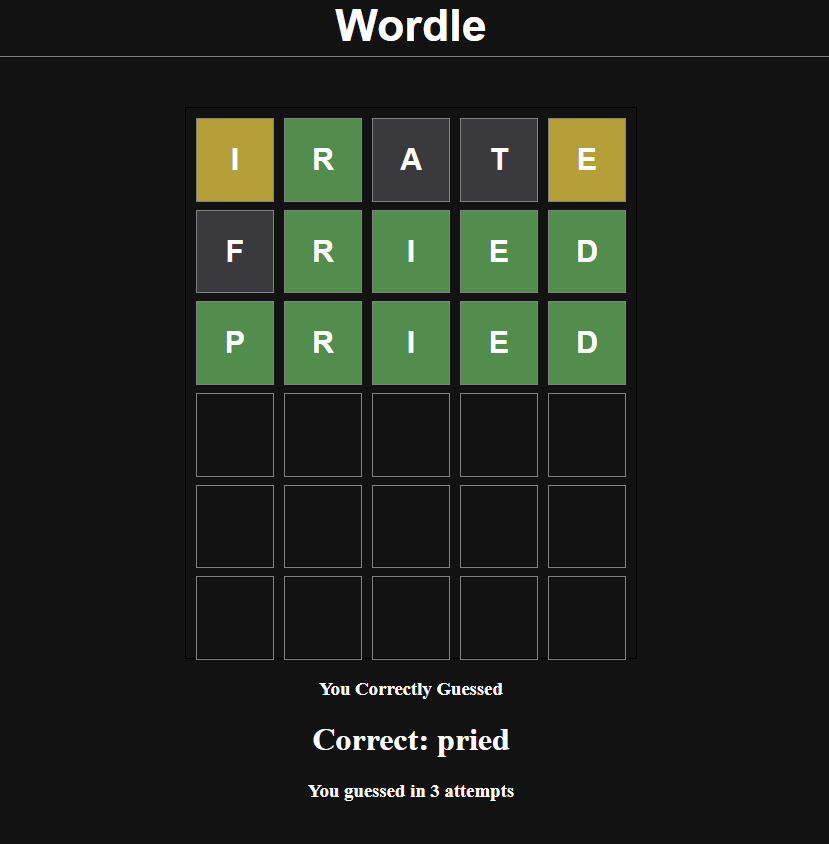 Wordle
I R A T E
F R I E D
P R I E D
You Correctly Guessed
Correct: pried
You guessed in 3 attempts